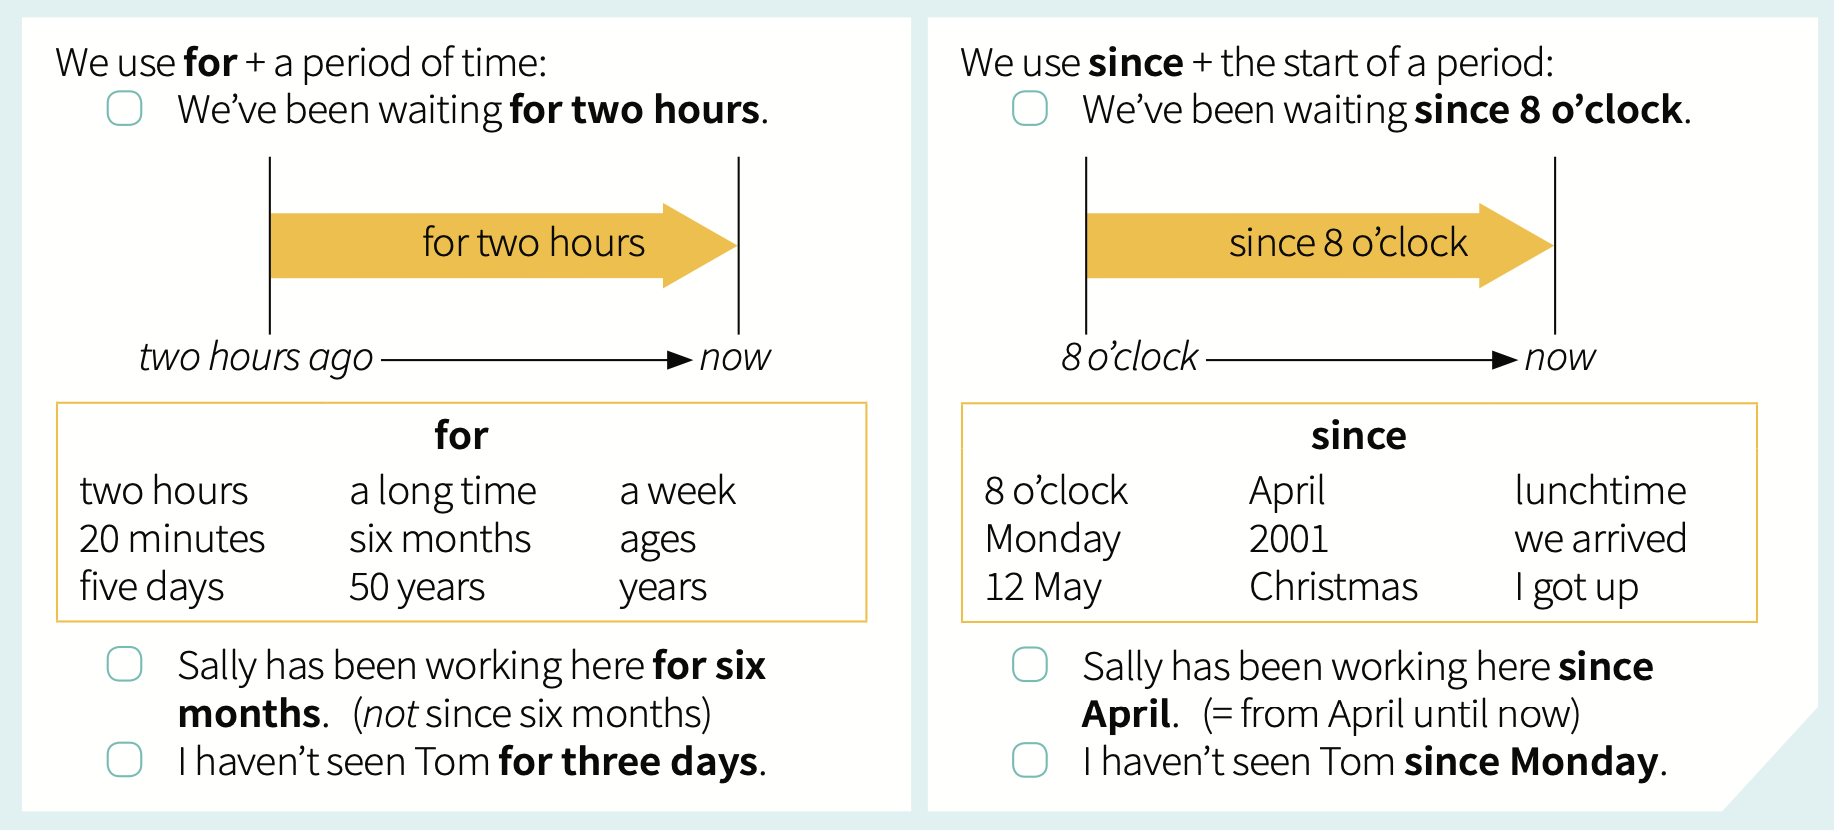 We use for + a period of time:
We’ve been waiting for two hours.
for two hours
two hours ago now
for
two hours a long time a week
20 minutes six months ages
five days 50 years years
Sally has been working here for six
months. (not since six months)
I haven’t seen Tom for three days.
We use since + the start of a period:
We’ve been waiting since 8 o’clock.
since 8 o’clock
8 o’clock now
since
8 o’clock April lunchtime
Monday 2001 we arrived
12 May Christmas I got up
Sally has been working here since
April. (= from April until now)
I haven’t seen Tom since Monday.